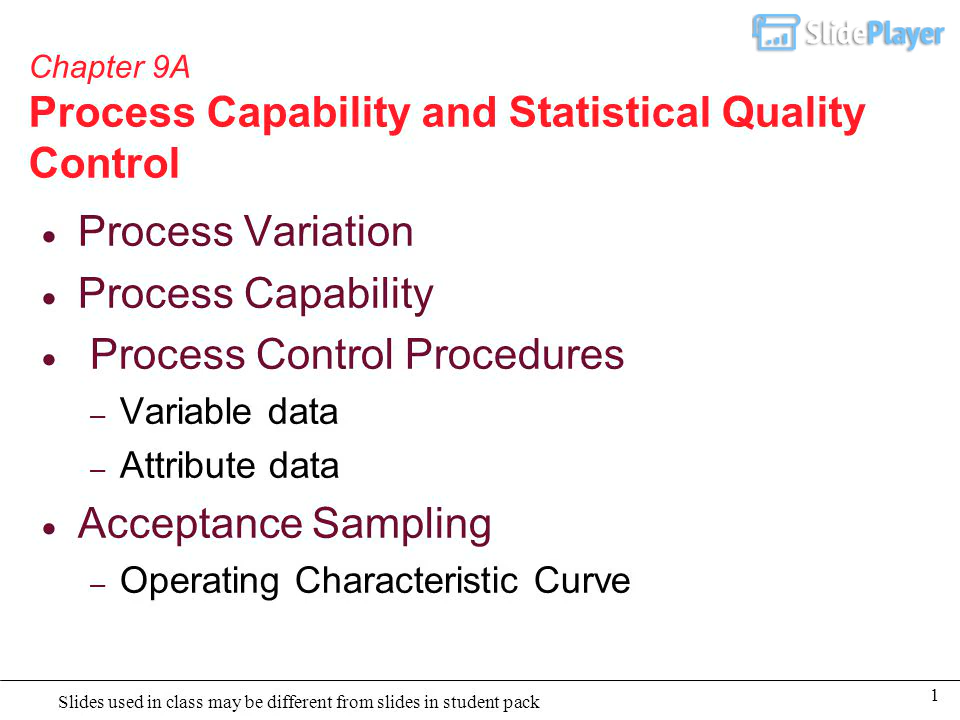 SlidePlayer
Chapter 9A
Process Capability and Statistical Quality
Control
• Process Variation
• Process Capability
• Process Control Procedures
– Variable data
– Attribute data
• Acceptance Sampling
– Operating Characteristic Curve
Slides used in class may be different from slides in student pack
1